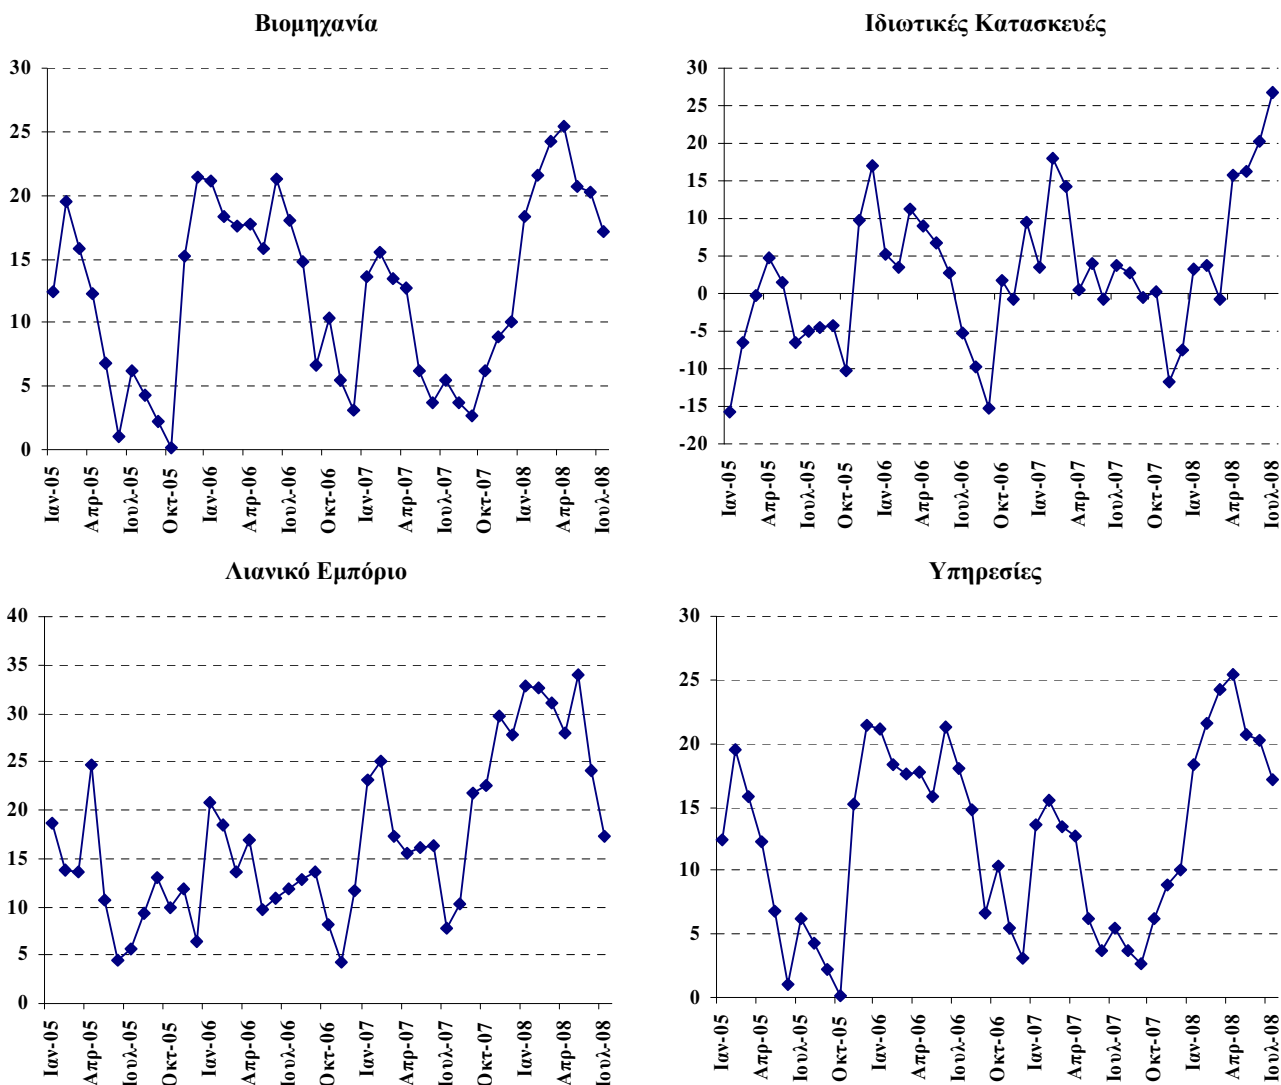 Βιομηχανία
30
25
20
15
10
5
0
Ιαν-05
Απρ-05
Ιουλ-05
Οκτ-05
Ιαν-06
Απρ-06
Ιουλ-06
Οκτ-06
Ιαν-07
Απρ-07
Ιουλ-07
Οκτ-07
Ιαν-08
Απρ-08
Ιουλ-08
Ιδιωτικές Κατασκευές
30
25
20
15
10
5
0
-5
-10
-15
-20
Ιαν-05
Απρ-05
Ιουλ-05
Οκτ-05
Ιαν-06
Απρ-06
Ιουλ-06
Οκτ-06
Ιαν-07
Απρ-07
Ιουλ-07
Οκτ-07
Ιαν-08
Απρ-08
Ιουλ-08
Λιανικό Εμπόριο
40
35
30
25
20
15
10
5
0
Ιαν-05
Απρ-05
Ιουλ-05
Οκτ-05
Ιαν-06
Απρ-06
Ιουλ-06
Οκτ-06
Ιαν-07
Απρ-07
Ιουλ-07
Οκτ-07
Ιαν-08
Απρ-08
Ιουλ-08
Υπηρεσίες
30
25
20
15
10
5
0
Ιαν-05
Απρ-05
Ιουλ-05
Οκτ-05
Ιαν-06
Απρ-06
Ιουλ-06
Οκτ-06
Ιαν-07
Απρ-07
Ιουλ-07
Οκτ-07
Ιαν-08
Απρ-08
Ιουλ-08